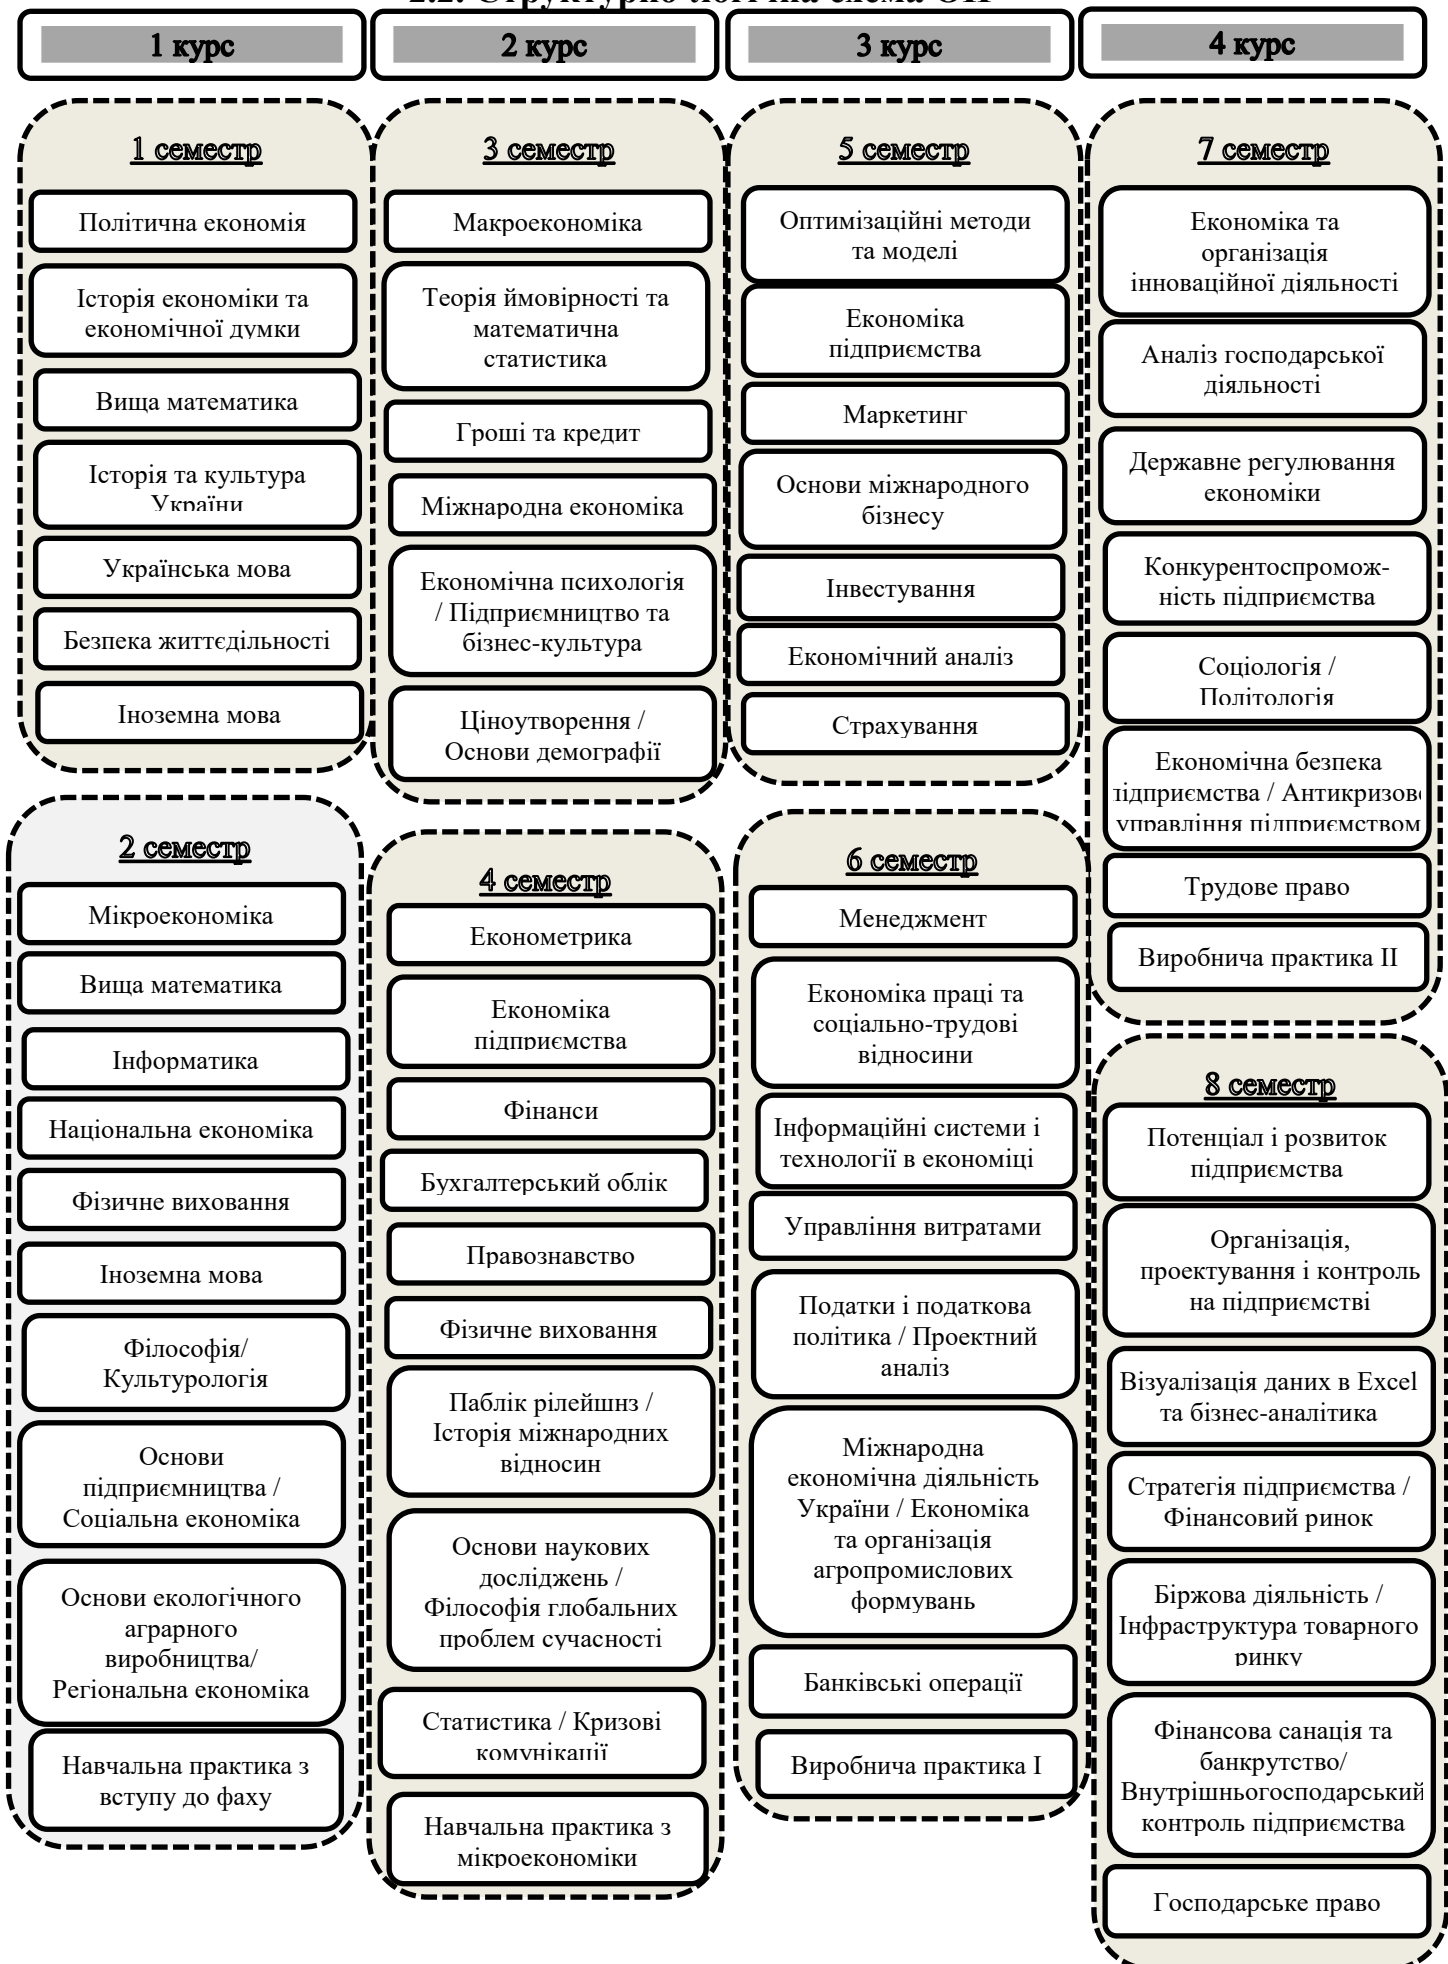 2.2. Структурно-логічна схема ОП
1 курс
2 курс
3 курс
4 курс
1 семестр
Політична економія
Історія економіки та
економічної думки
Вища математика
Історія та культура
України
Українська мова
Безпека життєдільності
Іноземна мова
2 семестр
Мікроекономіка
Вища математика
Інформатика
Національна економіка
Фізичне виховання
Іноземна мова
Філософія/
Культурологія
Основи
підприємництва /
Соціальна економіка
Основи екологічного
аграрного
виробництва/
Регіональна економіка
Навчальна практика з
вступу до фаху
3 семестр
Макроекономіка
Теорія ймовірності та
математична
статистика
Гроші та кредит
Міжнародна економіка
Економічна психологія
/ Підприємництво та
бізнес-культура
Ціноутворення /
Основи демографії
4 семестр
Економетрика
Економіка
підприємства
Фінанси
Бухгалтерський облік
Правознавство
Фізичне виховання
Паблік рілейшнз /
Історія міжнародних
відносин
Основи наукових
досліджень /
Філософія глобальних
проблем сучасності
Статистика / Кризові
комунікації
Навчальна практика з
мікроекономіки
5 семестр
Оптимізаційні методи
та моделі
Економіка
підприємства
Маркетинг
Основи міжнародного
бізнесу
Інвестування
Економічний аналіз
Страхування
6 семестр
Менеджмент
Економіка праці та
соціально-трудові
відносини
Інформаційні системи і
технології в економіці
Управління витратами
Податки і податкова
політика / Проектний
аналіз
Міжнародна
економічна діяльність
України / Економіка
та організація
агропромислових
формувань
Банківські операції
Виробнича практика І
7 семестр
Економіка та
організація
інноваційної діяльності
Аналіз господарської
діяльності
Державне регулювання
економіки
Конкурентоспромож-
ність підприємства
Соціологія /
Політологія
Економічна безпека
підприємства / Антикризове
управління підприємством
Трудове право
Виробнича практика ІІ
8 семестр
Потенціал і розвиток
підприємства
Організація,
проектування і контроль
на підприємстві
Візуалізація даних в Excel
та бізнес-аналітика
Стратегія підприємства /
Фінансовий ринок
Біржова діяльність /
Інфраструктура товарного
ринку
Фінансова санація та
банкрутство/
Внутрішньогосподарський
контроль підприємства
Господарське право